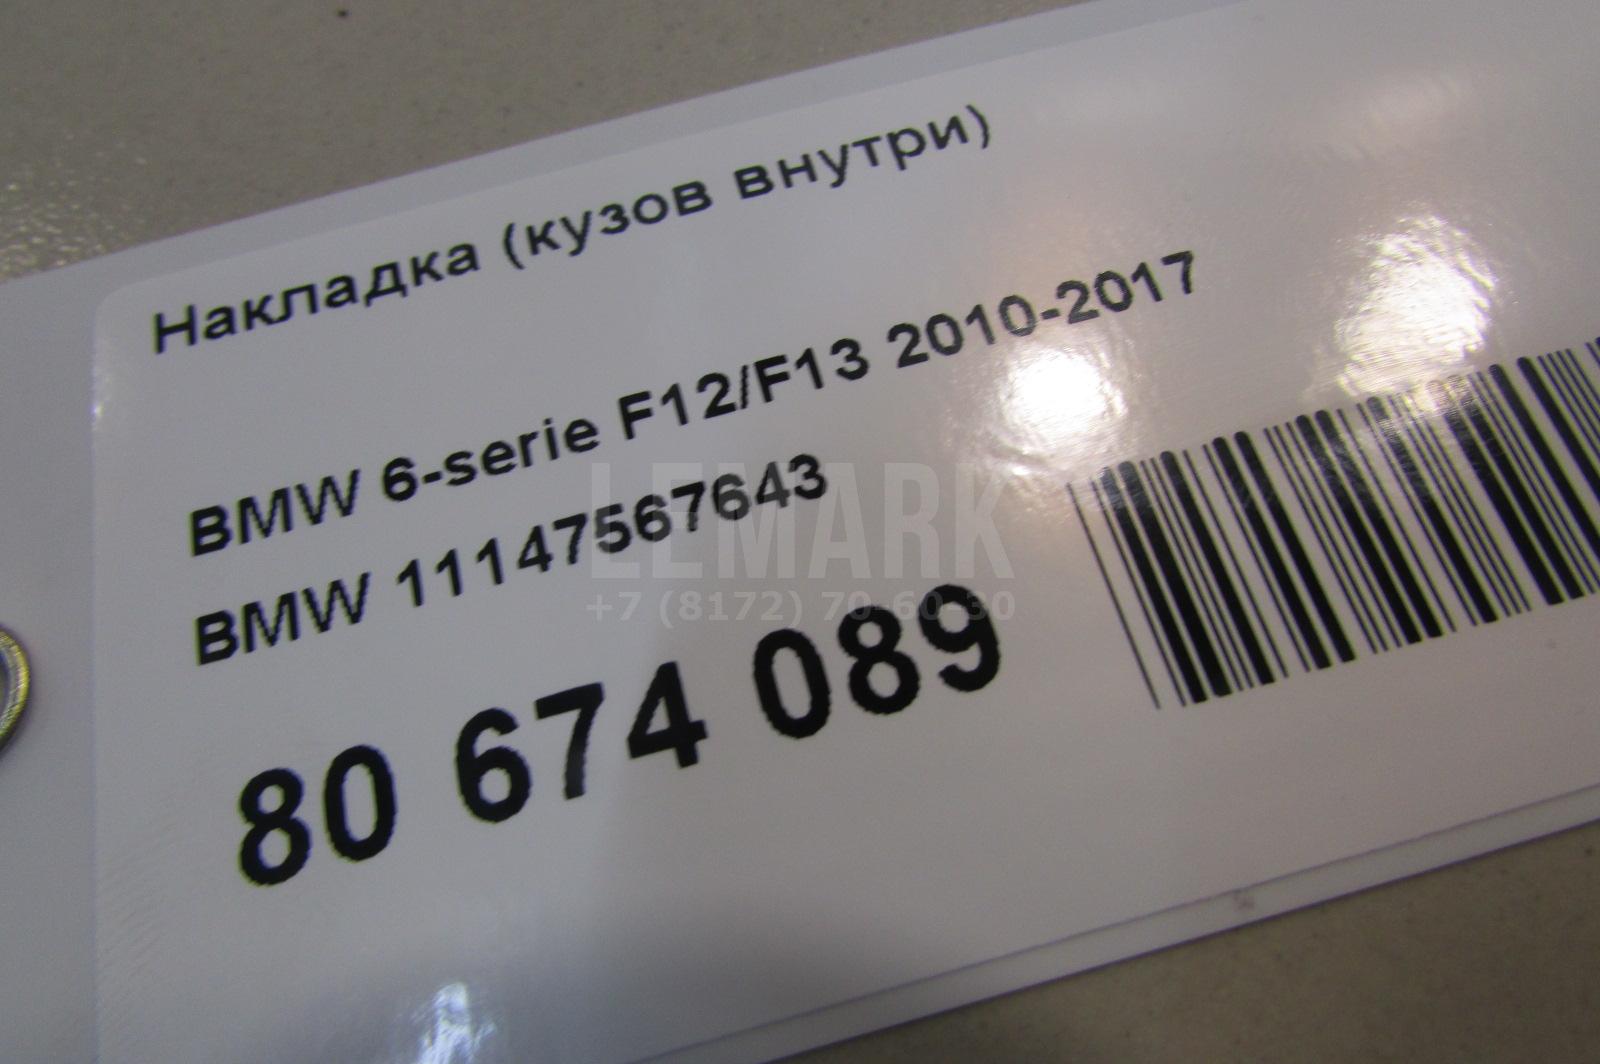 Накладка (кузов внутри)
BMW 6-serie F12/F13 2010-2017
BMW 11147567643
LEMARK
+7 (8172) 70-60-30
80 674 089